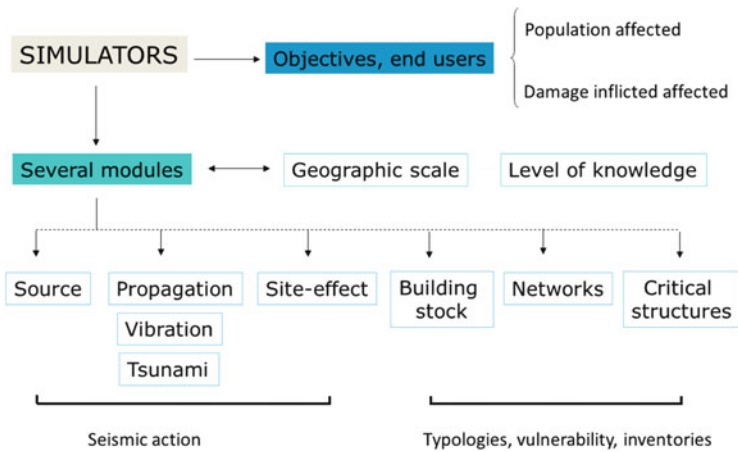 SIMULATORS
Objectives, end users
Population affected
Damage inflicted affected
Several modules
Geographic scale
Level of knowledge
Source
Propagation
Site-effect
Building
stock
Networks
Critical
structures
Vibration
Tsunami
Seismic action
Typologies, vulnerability, inventories